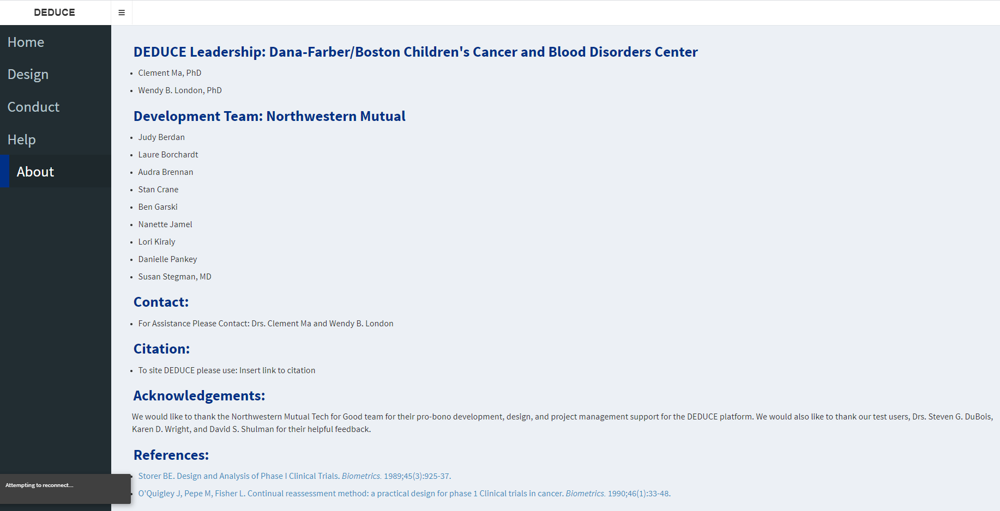 DEDUCE
Home
Design
Conduct
Help
About
DEDUCE Leadership: Dana-Farber/Boston Children's Cancer and Blood Disorders Center
• Clement Ma, PhD
• Wendy B. London, PhD
Development Team: Northwestern Mutual
• Judy Berdan
• Laure Borchardt
• Audra Brennan
• Stan Crane
• Ben Garski
• Nanette Jamel
• Lori Kiraly
• Danielle Pankey
• Susan Stegman, MD
Contact:
• For Assistance Please Contact: Drs. Clement Ma and Wendy B. London
Citation:
• To site DEDUCE please use: Insert link to citation
Acknowledgements:
We would like to thank the Northwestern Mutual Tech for Good team for their pro-bono development, design, and project management support for the DEDUCE platform. We would also like to thank our test users, Drs. Steven G. DuBois,
Karen D. Wright, and David S. Shulman for their helpful feedback.
References:
• Storer BE. Design and Analysis of Phase I Clinical Trials. Biometrics. 1989;45(3):925-37.
• O'Quigley J, Pepe M, Fisher L. Continual reassessment method: a practical design for phase 1 Clinical trials in cancer. Biometrics. 1990;46(1):33-48.
Attempting to reconnect...